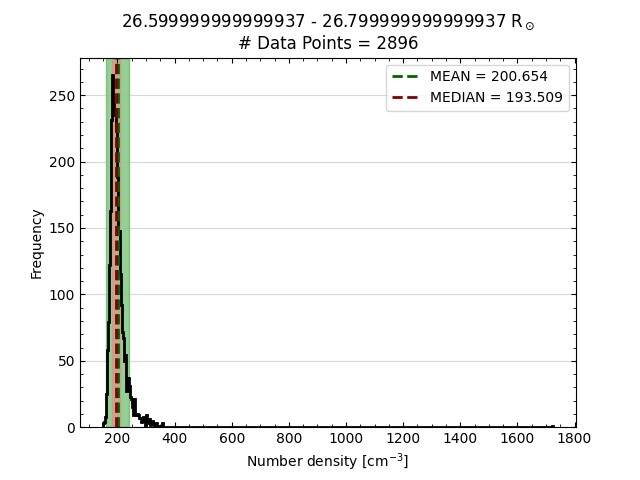 26.599999999999937 - 26.799999999999937 R⊙
# Data Points = 2896
MEAN = 200.654
MEDIAN = 193.509
Frequency
250
200
150
100
50
0
200 400 600 800 1000 1200 1400 1600 1800
Number density [cm⁻³]